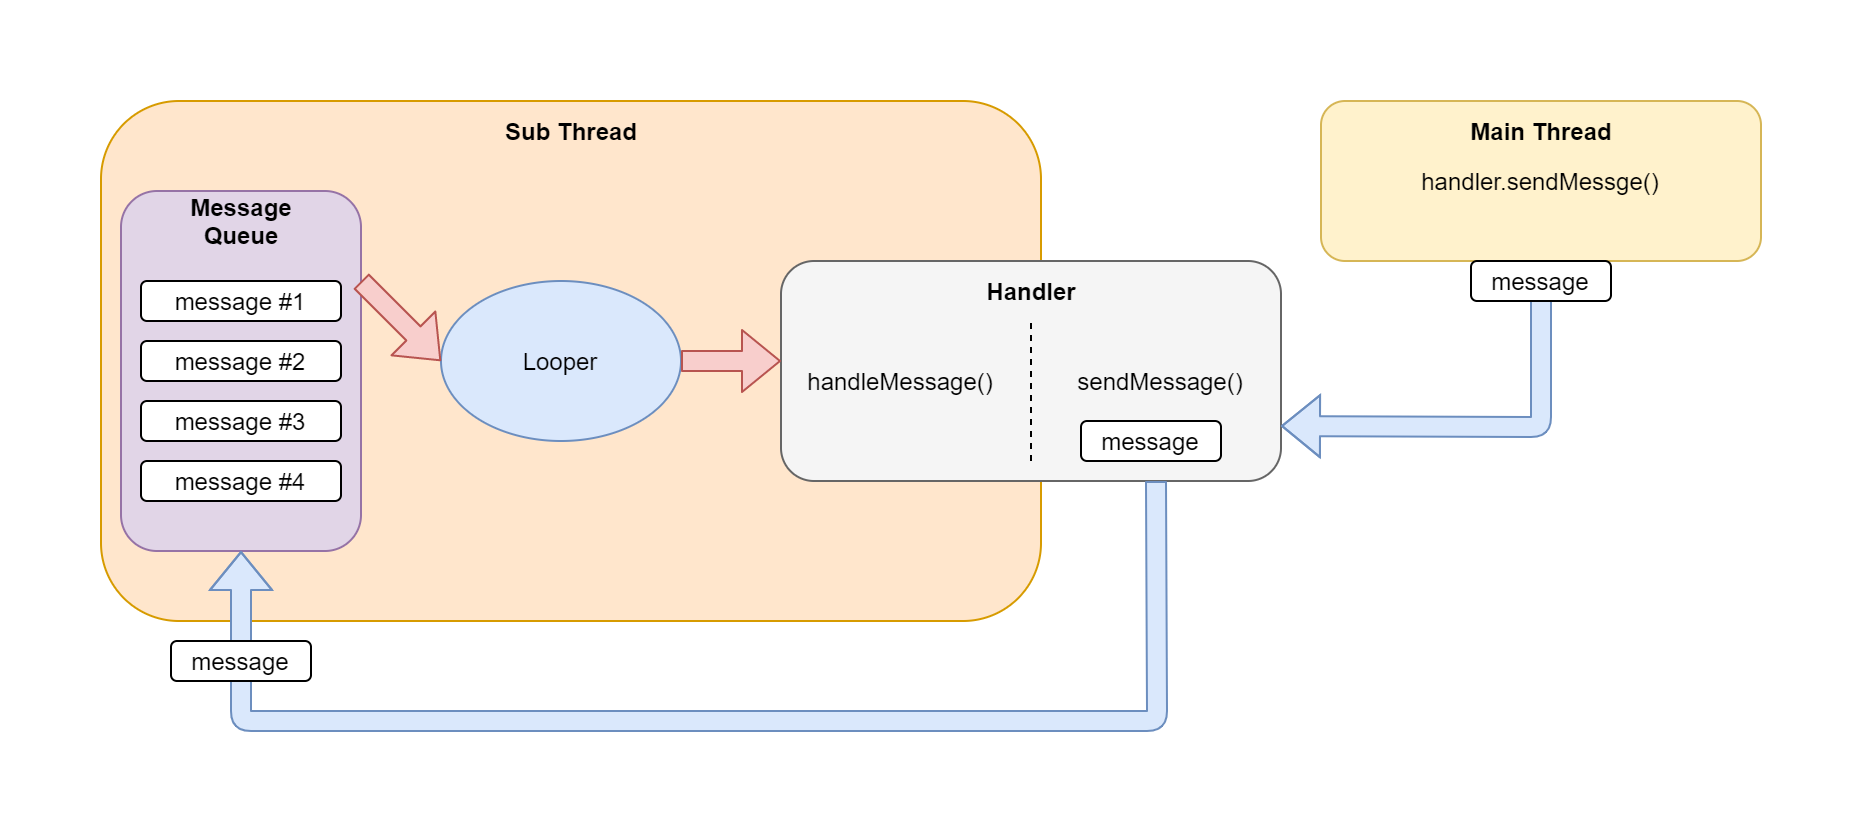 Sub Thread
Message
Queue
message #1
message #2
message #3
message #4
Looper
Handler
handleMessage()
sendMessage()
message
Main Thread
handler.sendMessge()
message
message